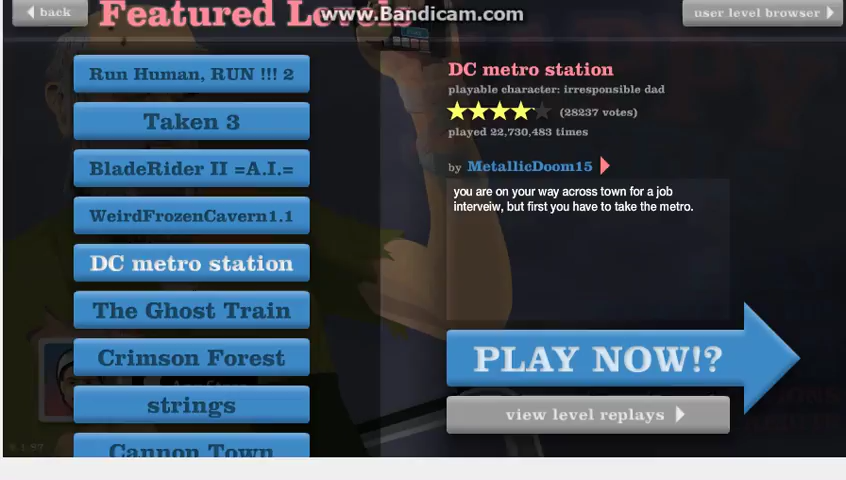 back
Featured Levels
www.Bandicam.com
user level browser
Run Human, RUN !!! 2
Taken 3
BladeRider II =A.I.=
WeirdFrozenCavern1.1
DC metro station
The Ghost Train
Crimson Forest
strings
Cannon Town
DC metro station
playable character: irresponsible dad
(28237 votes)
played 22,730,483 times
by MetallicDoom15
you are on your way across town for a job
interveiw, but first you have to take the metro.
PLAY NOW!?
view level replays